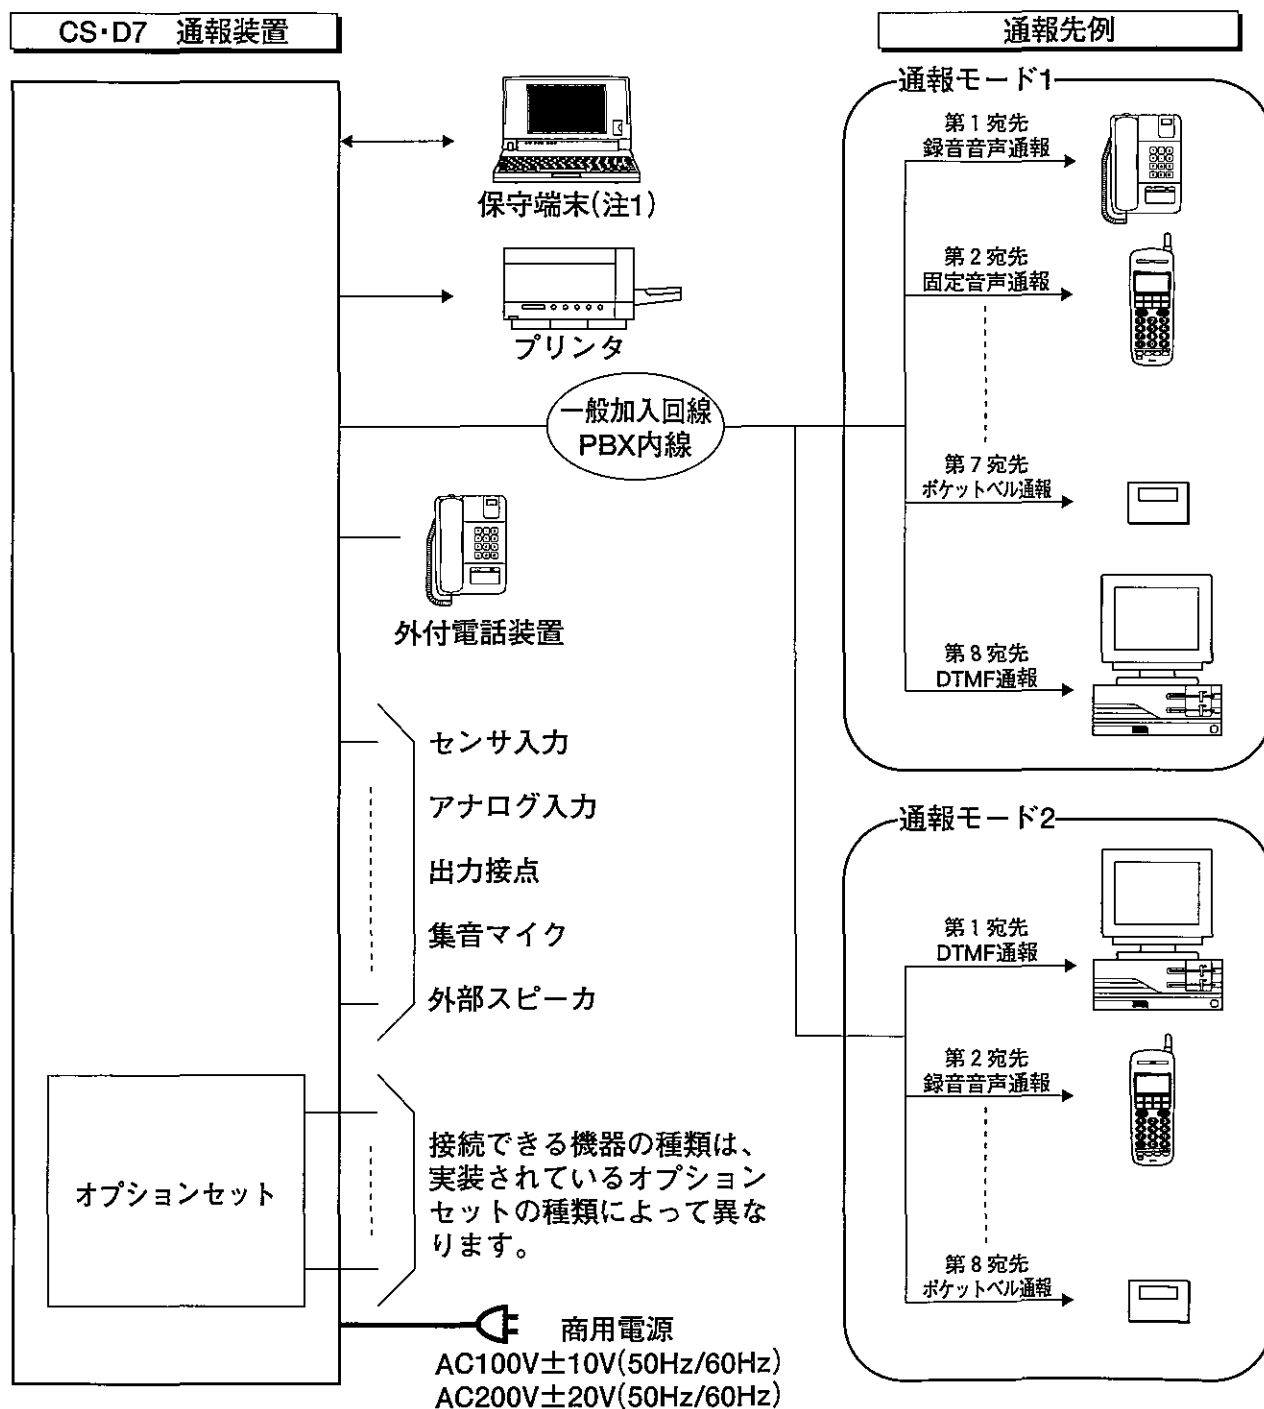 CS・D7 通報装置
保守端末(注1)
プリンタ
一般加入回線
PBX内線
外付電話装置
センサ入力
アナログ入力
出力接点
集音マイク
外部スピーカ
オプションセット
接続できる機器の種類は、
実装されているオプション
セットの種類によって異な
ります。
商用電源
AC100V±10V(50Hz/60Hz)
AC200V±20V(50Hz/60Hz)
通報先例
通報モード1
第1宛先
録音音声通報
第2宛先
固定音声通報
第7宛先
ポケットベル通報
第8宛先
DTMF通報
通報モード2
第1宛先
DTMF通報
第2宛先
録音音声通報
第8宛先
ポケットベル通報